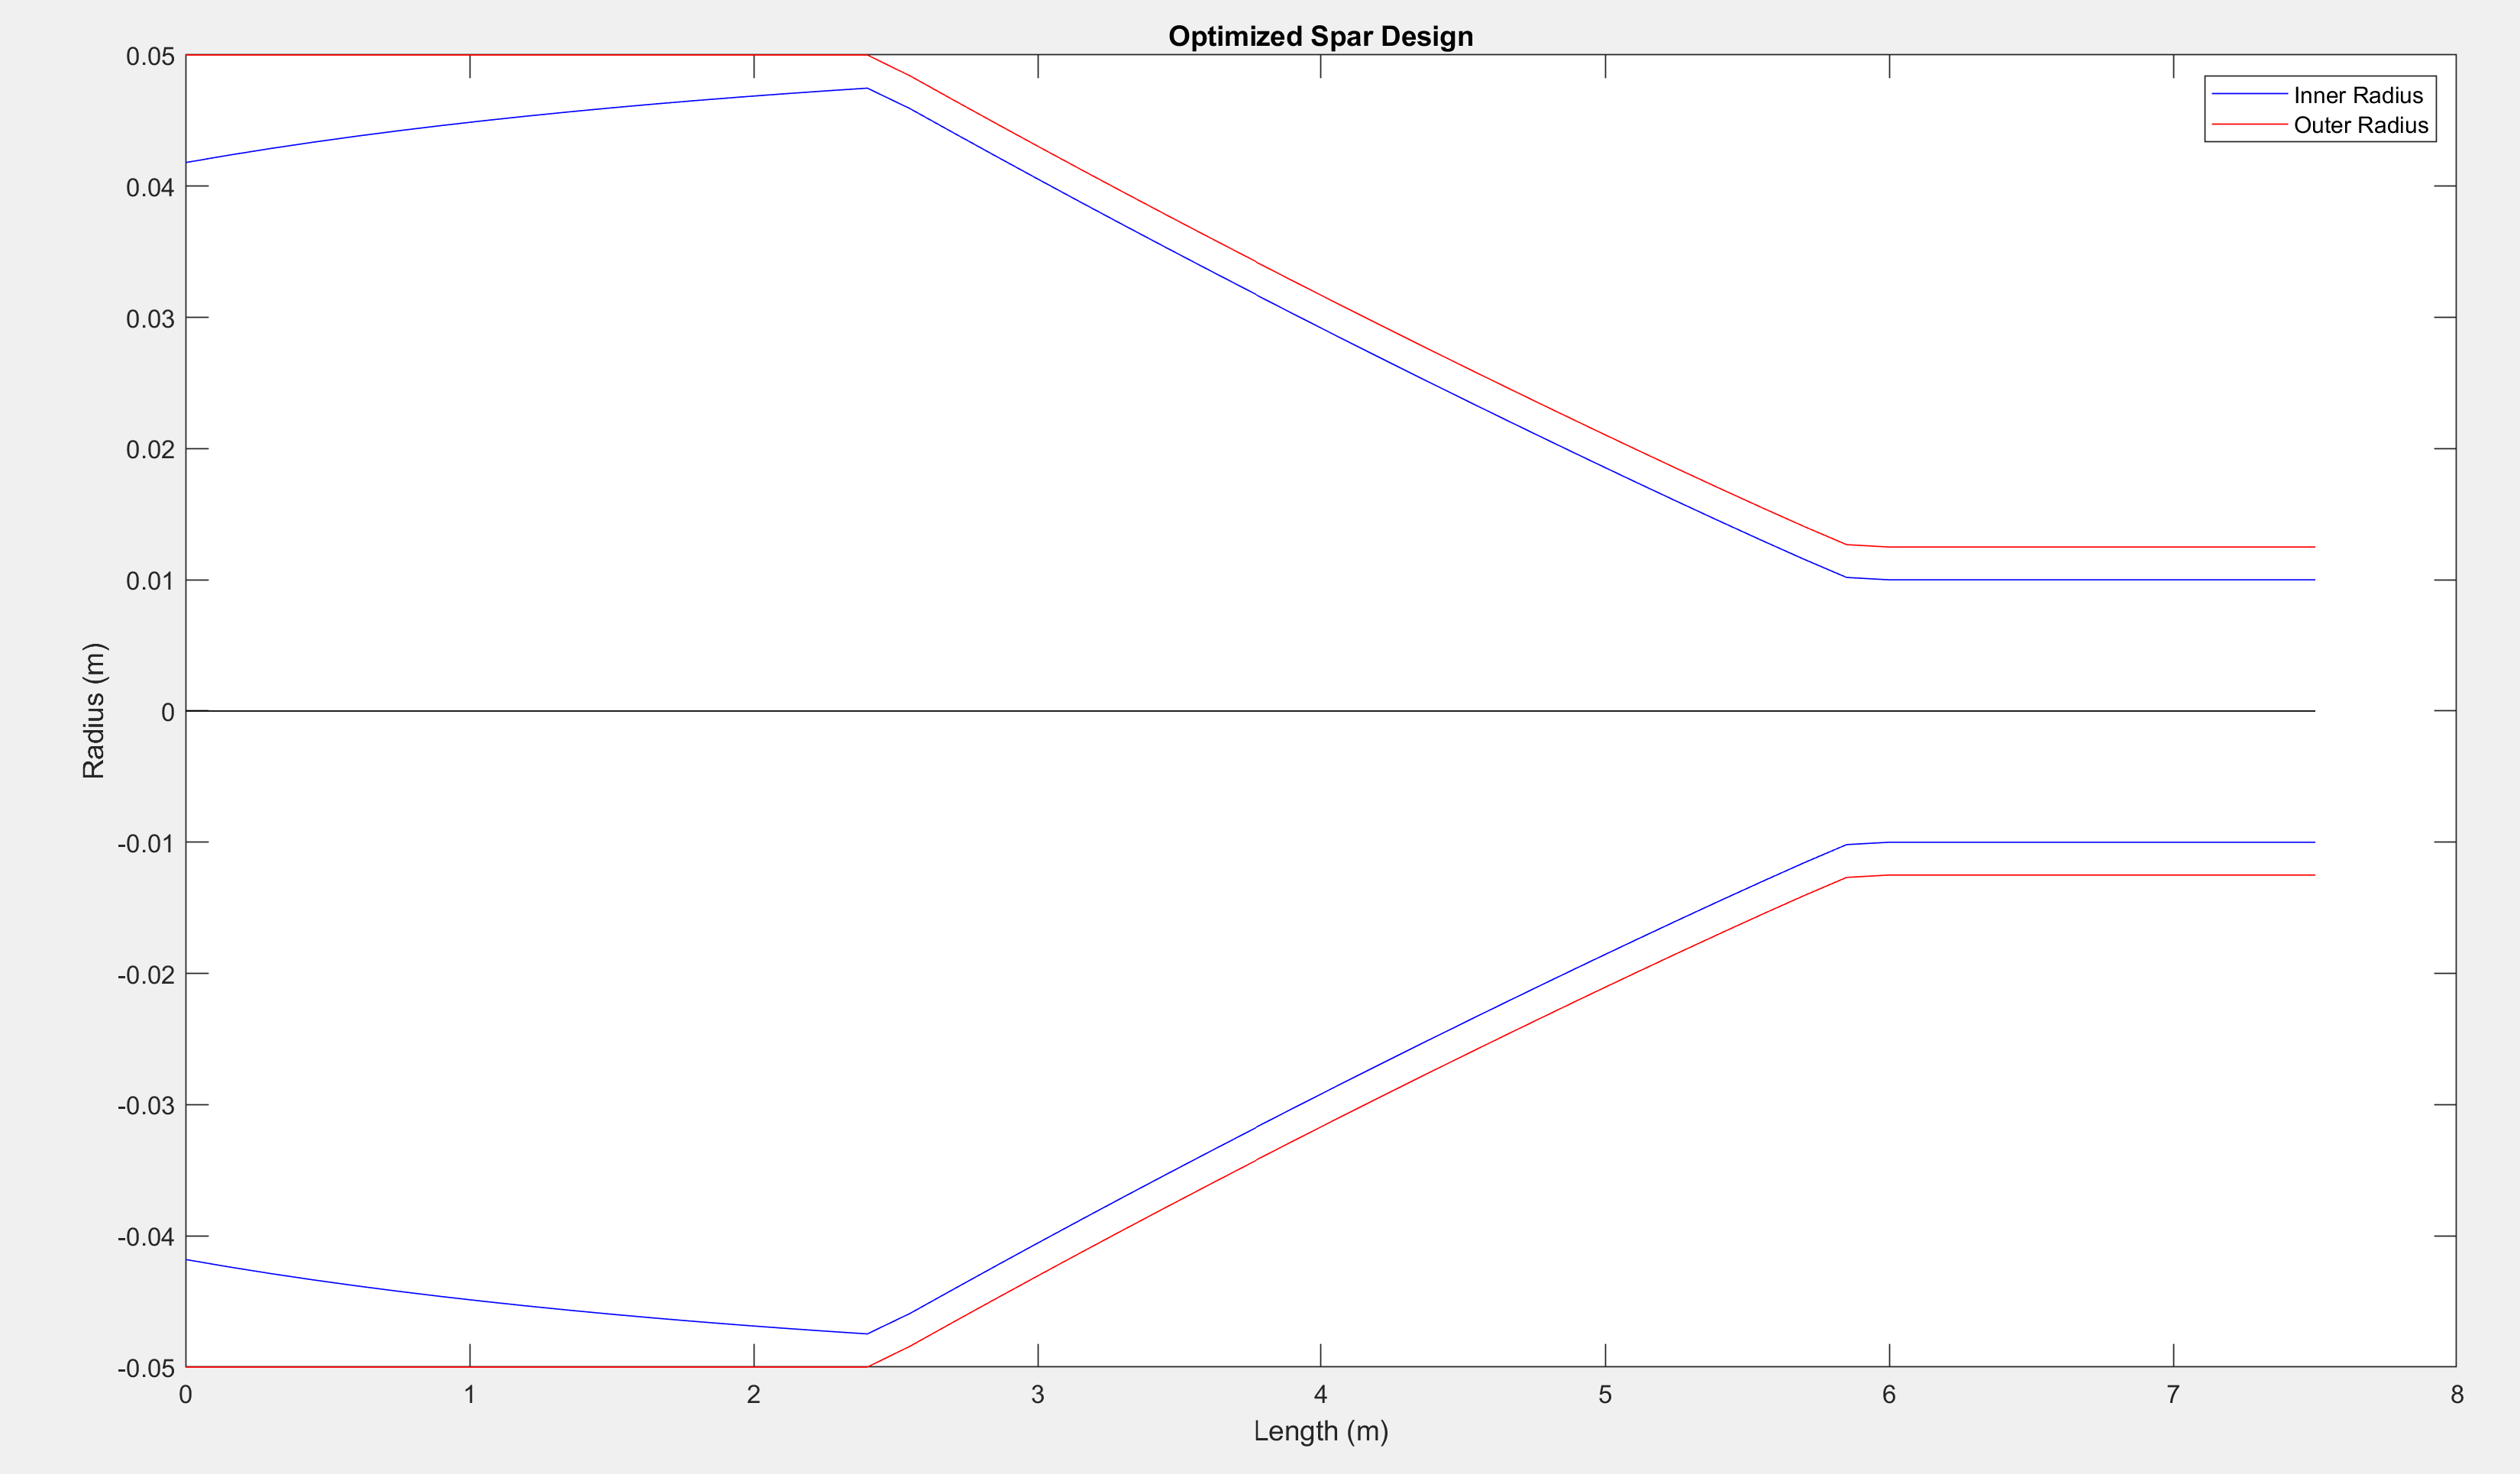 Optimized Spar Design
Inner Radius
Outer Radius
0.05
0.04
0.03
0.02
0.01
0
-0.01
-0.02
-0.03
-0.04
-0.05
Radius (m)
0 1 2 3 4 5 6 7 8
Length (m)